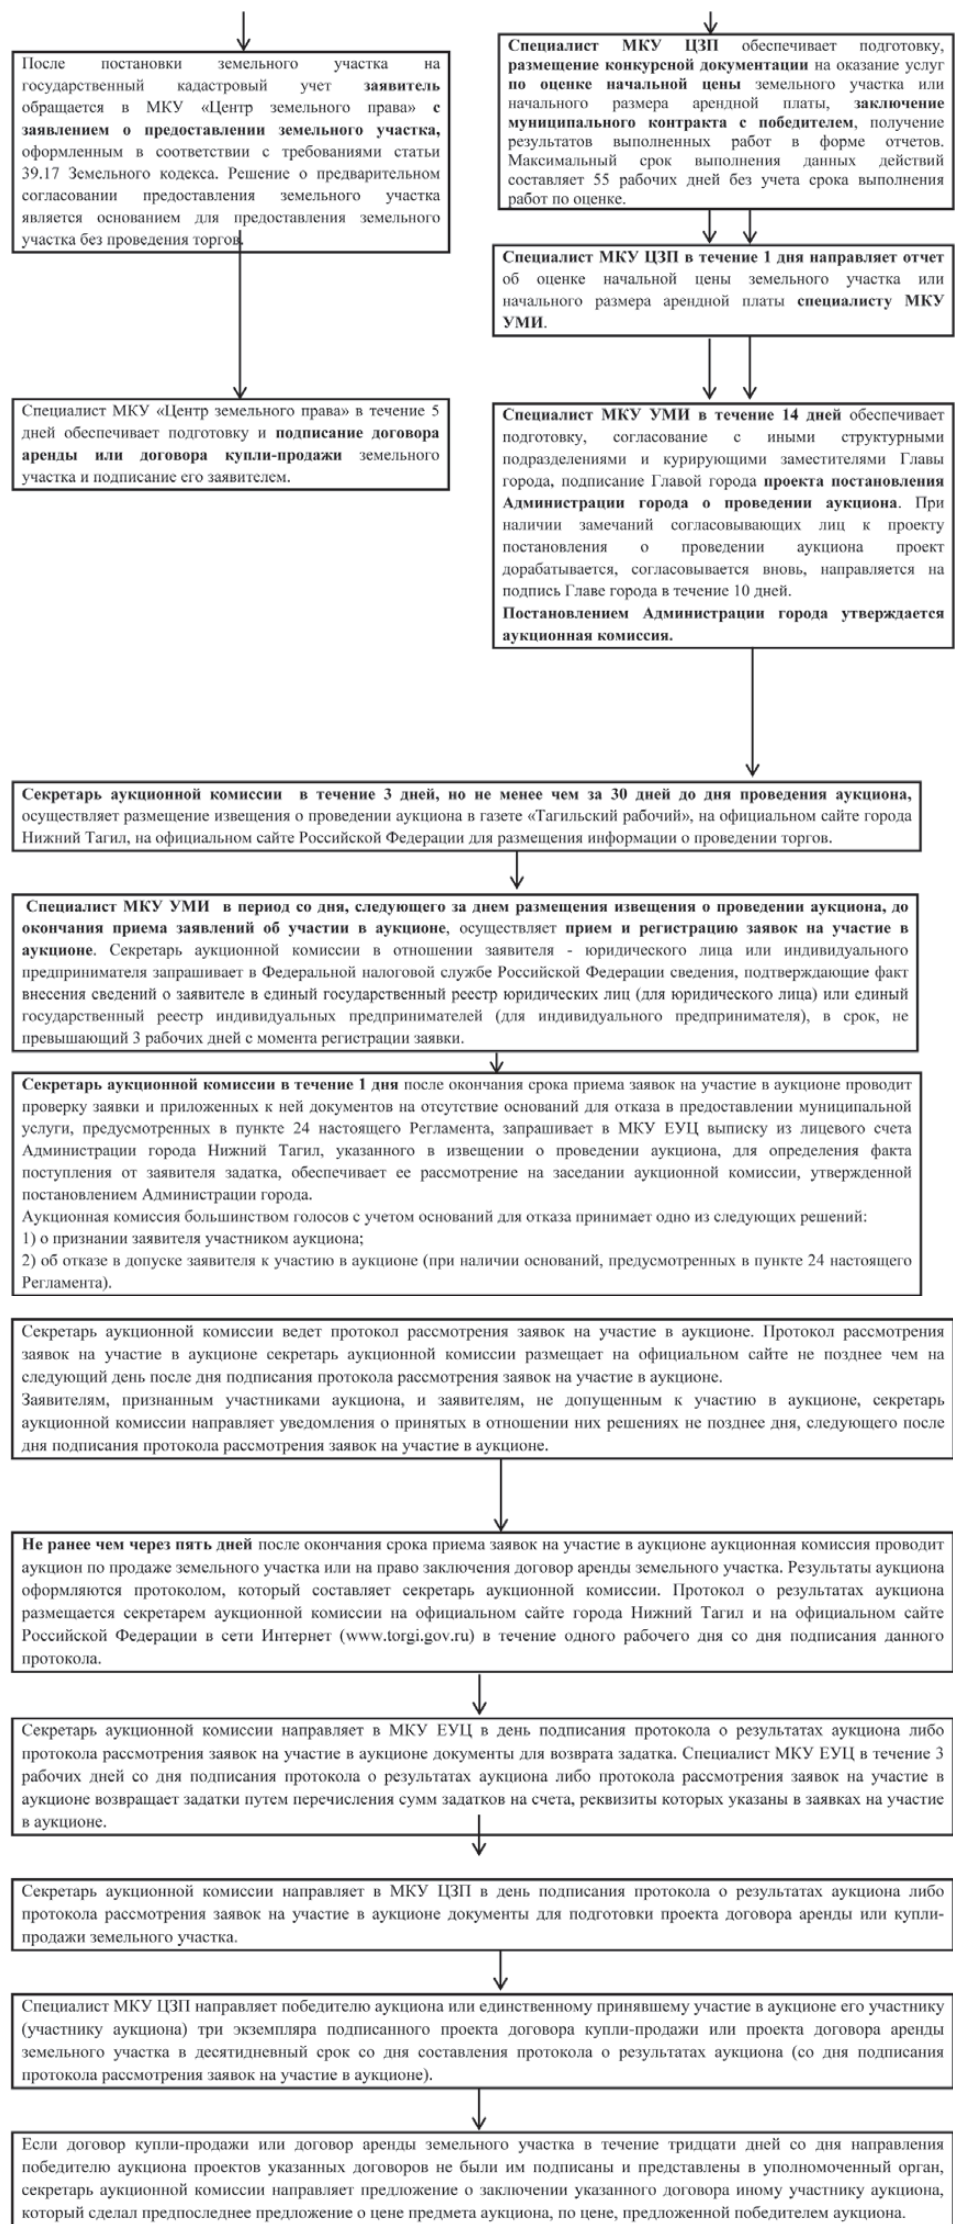 После постановки земельного участка на
государственный кадастровый учет заявитель
обращается в МКУ «Центр земельного права» с
заявлением о предоставлении земельного участка,
оформленным в соответствии с требованиями статьи
39.17 Земельного кодекса. Решение о предварительном
согласовании предоставления земельного участка
является основанием для предоставления земельного
участка без проведения торгов.
Специалист МКУ «Центр земельного права» в течение 5
дней обеспечивает подготовку и подписание договора
аренды или договора купли-продажи земельного
участка и подписание его заявителем.
Специалист МКУ ЦЗП обеспечивает подготовку,
размещение конкурсной документации на оказание услуг
по оценке начальной цены земельного участка или
начального размера арендной платы, заключение
муниципального контракта с победителем, получение
результатов выполненных работ в форме отчетов.
Максимальный срок выполнения данных действий
составляет 55 рабочих дней без учета срока выполнения
работ по оценке.
Специалист МКУ ЦЗП в течение 1 дня направляет отчет
об оценке начальной цены земельного участка или
начального размера арендной платы специалисту МКУ
УМИ.
Специалист МКУ УМИ в течение 14 дней обеспечивает
подготовку, согласование с иными структурными
подразделениями и курирующими заместителями Главы
города, подписание Главой города проекта постановления
Администрации города о проведении аукциона. При
наличии замечаний согласовывающих лиц к проекту
постановления о проведении аукциона проект
дорабатывается, согласовывается вновь, направляется на
подпись Главе города в течение 10 дней.
Постановлением Администрации города утверждается
аукционная комиссия.
Секретарь аукционной комиссии в течение 3 дней, но не менее чем за 30 дней до дня проведения аукциона,
осуществляет размещение извещения о проведении аукциона в газете «Тагильский рабочий», на официальном сайте города
Нижний Тагил, на официальном сайте Российской Федерации для размещения информации о проведении торгов.
Специалист МКУ УМИ в период со дня, следующего за днем размещения извещения о проведении аукциона, до
окончания приема заявлений об участии в аукционе, осуществляет прием и регистрацию заявок на участие в
аукционе. Секретарь аукционной комиссии в отношении заявителя - юридического лица или индивидуального
предпринимателя запрашивает в Федеральной налоговой службе Российской Федерации сведения, подтверждающие факт
внесения сведений о заявителе в единый государственный реестр юридических лиц (для юридического лица) или единый
государственный реестр индивидуальных предпринимателей (для индивидуального предпринимателя), в срок, не
превышающий 3 рабочих дней с момента регистрации заявки.
Секретарь аукционной комиссии в течение 1 дня после окончания срока приема заявок на участие в аукционе проводит
проверку заявки и приложенных к ней документов на отсутствие оснований для отказа в предоставлении муниципальной
услуги, предусмотренных в пункте 24 настоящего Регламента, запрашивает в МКУ ЕУЦ выписку из лицевого счета
Администрации города Нижний Тагил, указанного в извещении о проведении аукциона, для определения факта
поступления от заявителя задатка, обеспечивает ее рассмотрение на заседании аукционной комиссии, утвержденной
постановлением Администрации города.
Аукционная комиссия большинством голосов с учетом оснований для отказа принимает одно из следующих решений:
1) о признании заявителя участником аукциона;
2) об отказе в допуске заявителя к участию в аукционе (при наличии оснований, предусмотренных в пункте 24 настоящего
Регламента).
Секретарь аукционной комиссии ведет протокол рассмотрения заявок на участие в аукционе. Протокол рассмотрения
заявок на участие в аукционе секретарь аукционной комиссии размещает на официальном сайте не позднее чем на
следующий день после дня подписания протокола рассмотрения заявок на участие в аукционе.
Заявителям, признанным участниками аукциона, и заявителям, не допущенным к участию в аукционе, секретарь
аукционной комиссии направляет уведомления о принятых в отношении них решениях не позднее дня, следующего после
дня подписания протокола рассмотрения заявок на участие в аукционе.
Не ранее чем через пять дней после окончания срока приема заявок на участие в аукционе аукционная комиссия проводит
аукцион по продаже земельного участка или на право заключения договор аренды земельного участка. Результаты аукциона
оформляются протоколом, который составляет секретарь аукционной комиссии. Протокол о результатах аукциона
размещается секретарем аукционной комиссии на официальном сайте города Нижний Тагил и на официальном сайте
Российской Федерации в сети Интернет (www.torgi.gov.ru) в течение одного рабочего дня со дня подписания данного
протокола.
Секретарь аукционной комиссии направляет в МКУ ЕУЦ в день подписания протокола о результатах аукциона либо
протокола рассмотрения заявок на участие в аукционе документы для возврата задатка. Специалист МКУ ЕУЦ в течение 3
рабочих дней со дня подписания протокола о результатах аукциона либо протокола рассмотрения заявок на участие в
аукционе возвращает задатки путем перечисления сумм задатков на счета, реквизиты которых указаны в заявках на участие
в аукционе.
Секретарь аукционной комиссии направляет в МКУ ЦЗП в день подписания протокола о результатах аукциона либо
протокола рассмотрения заявок на участие в аукционе документы для подготовки проекта договора аренды или купли-
продажи земельного участка.
Специалист МКУ ЦЗП направляет победителю аукциона или единственному принявшему участие в аукционе его участнику
(участнику аукциона) три экземпляра подписанного проекта договора купли-продажи или проекта договора аренды
земельного участка в десятидневный срок со дня составления протокола о результатах аукциона (со дня подписания
протокола рассмотрения заявок на участие в аукционе).
Если договор купли-продажи или договор аренды земельного участка в течение тридцати дней со дня направления
победителю аукциона проектов указанных договоров не были им подписаны и представлены в уполномоченный орган,
секретарь аукционной комиссии направляет предложение о заключении указанного договора иному участнику аукциона,
который сделал предпоследнее предложение о цене предмета аукциона, по цене, предложенной победителем аукциона.